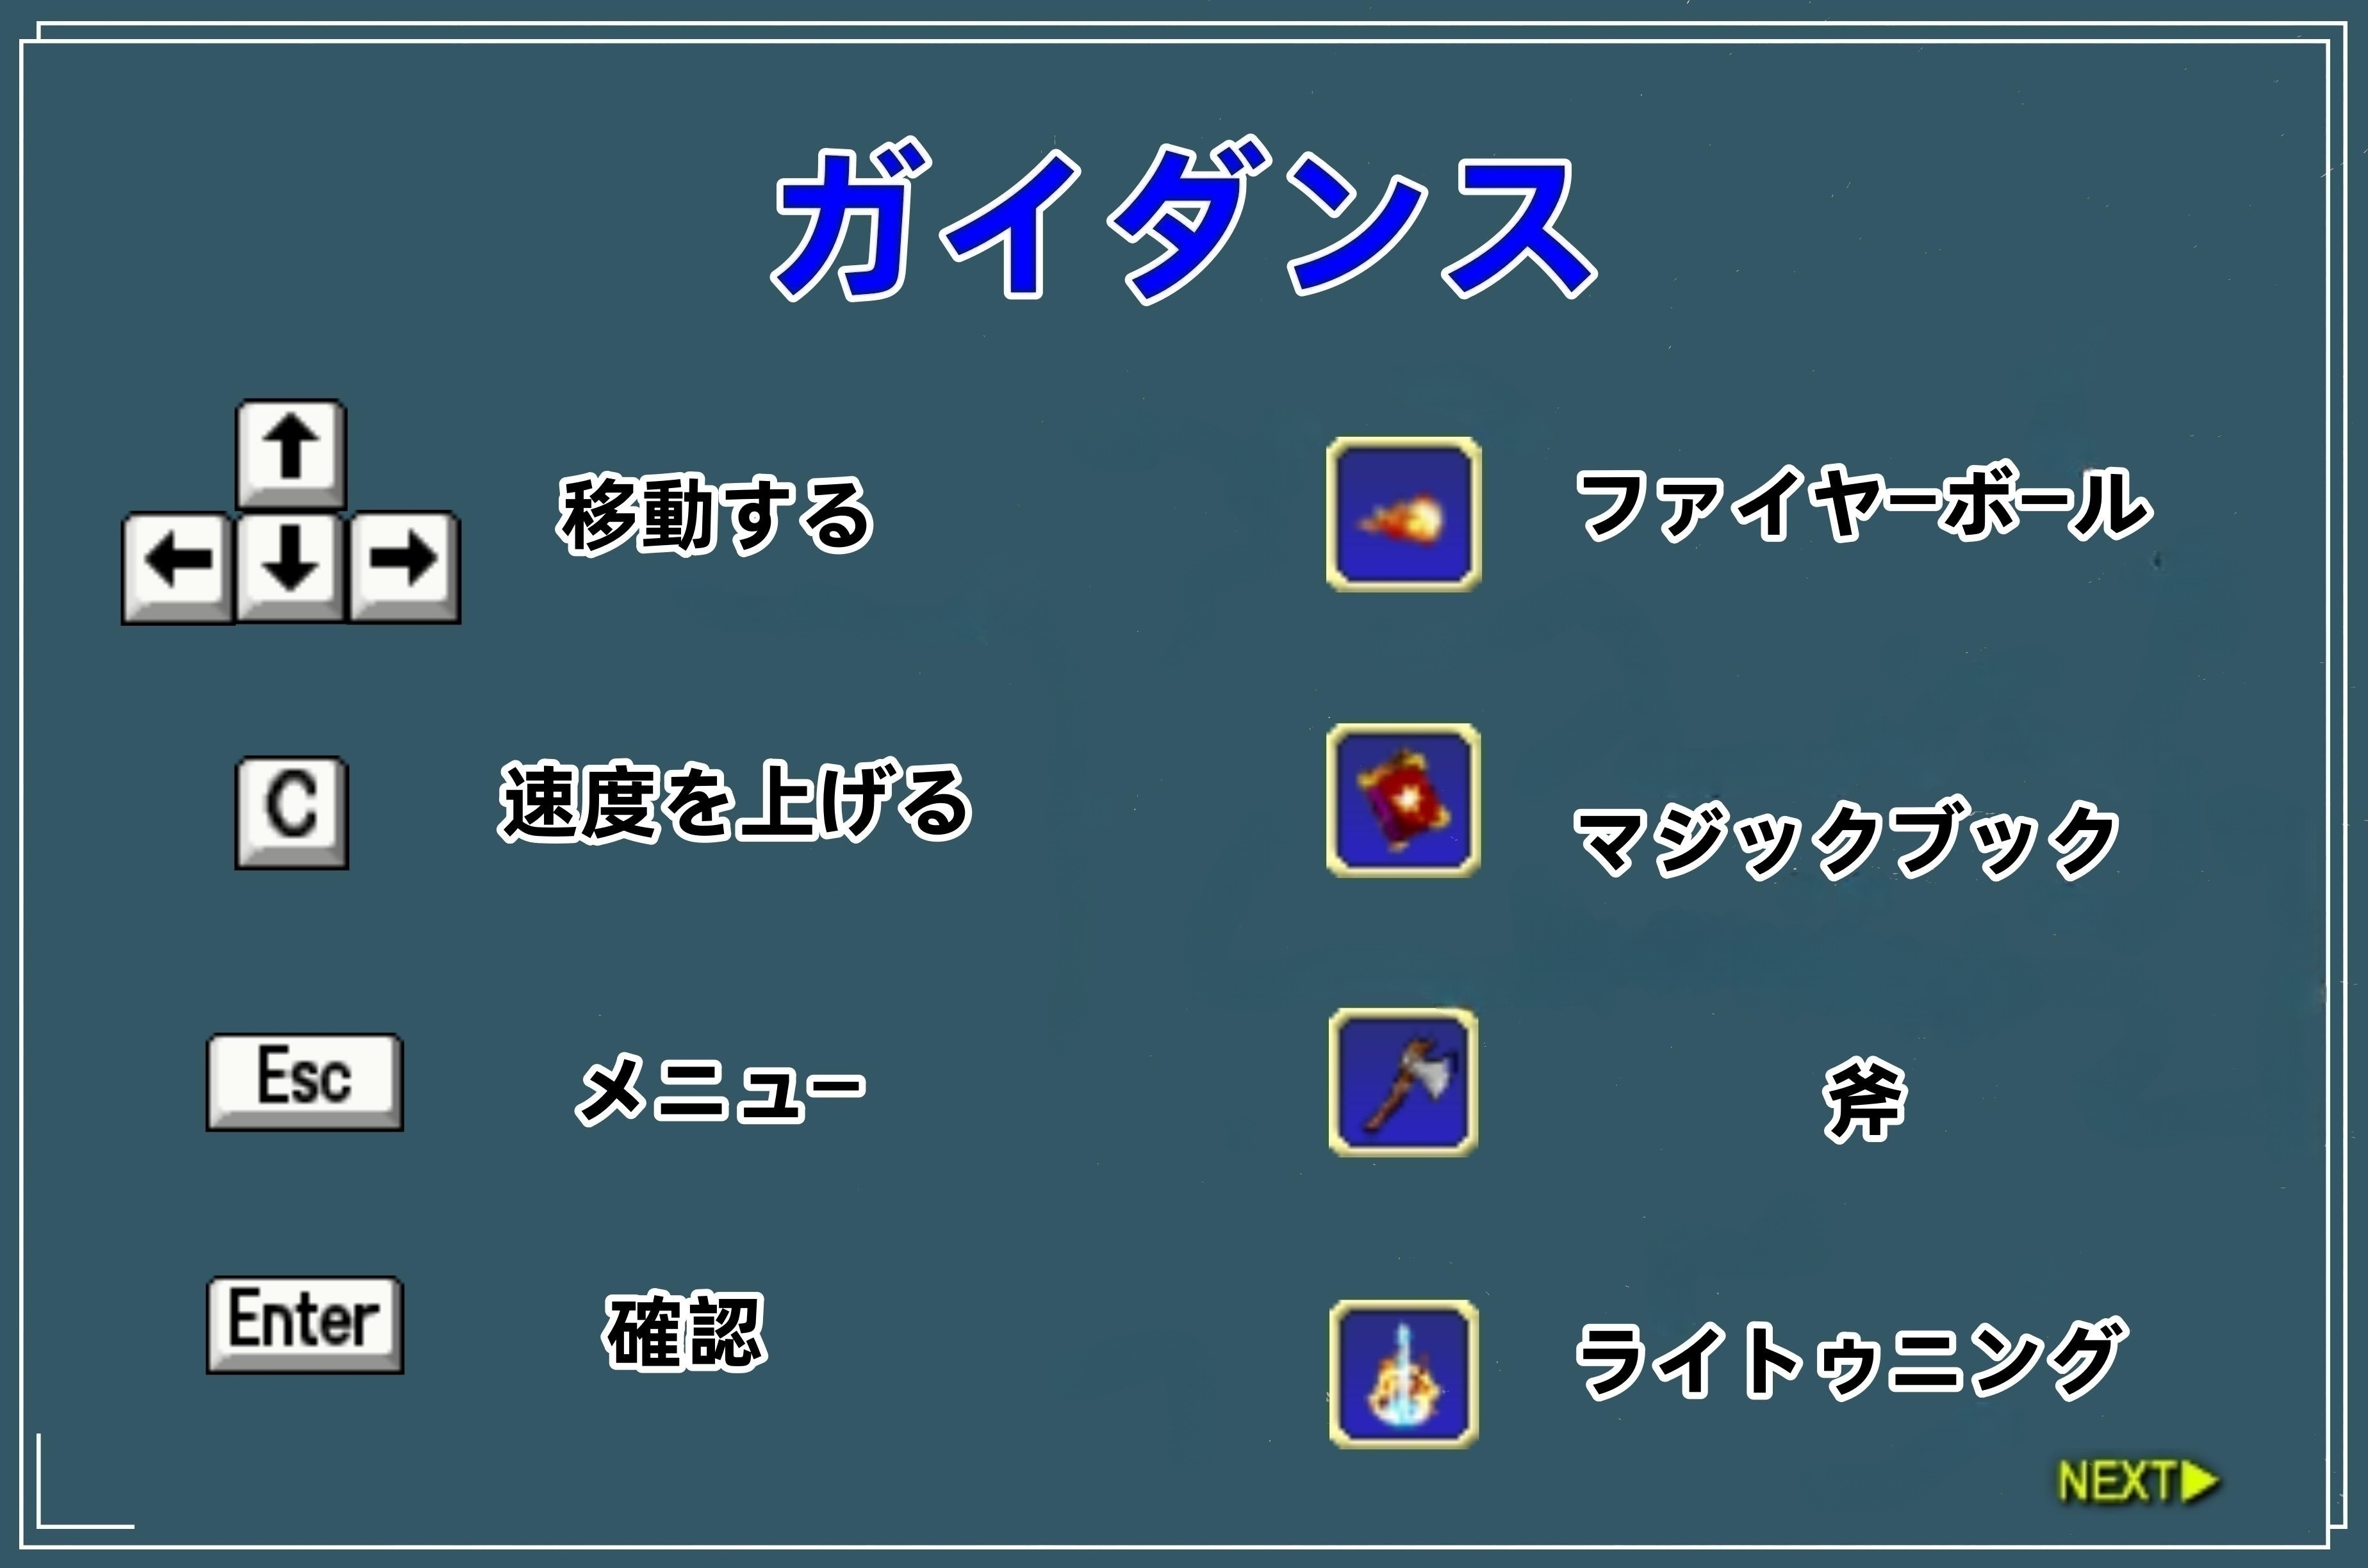 ガイダンス
↑
← ↓ →
移動する
ファイヤーボール
C
速度を上げる
マジックブック
Esc
メニュー
斧
Enter
確認
ライトゥニング
NEXT▶